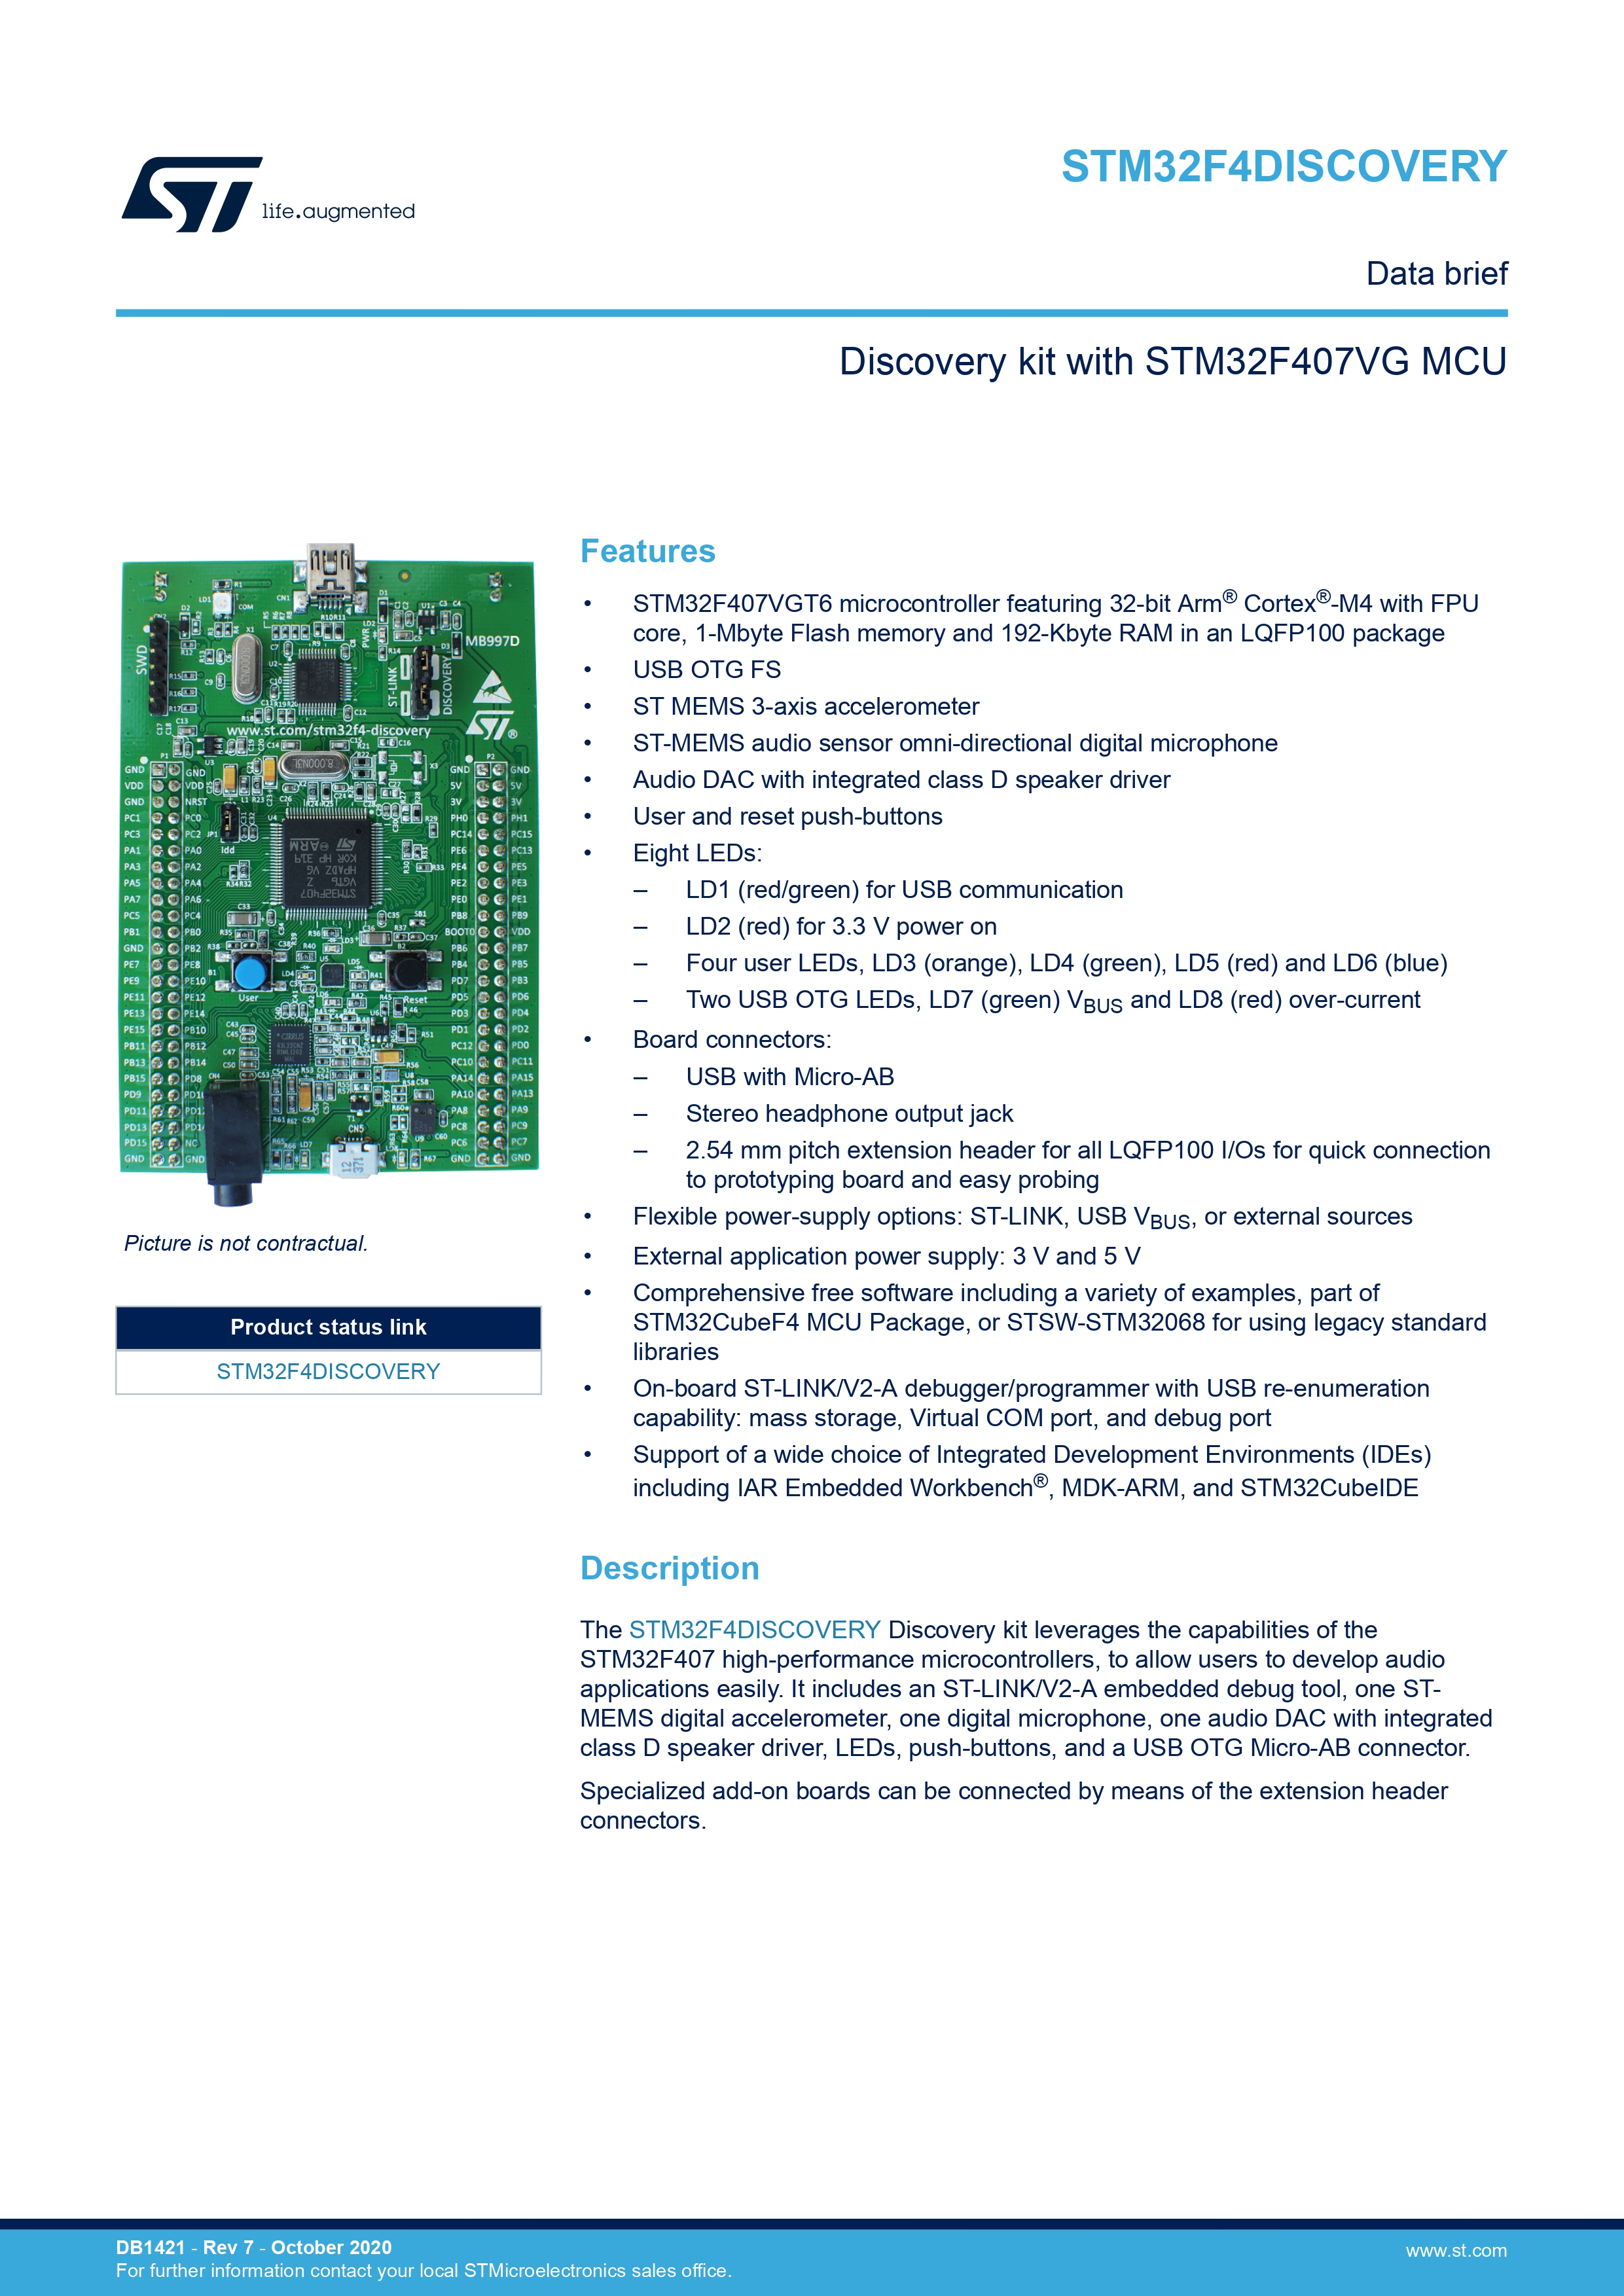 ST life.augmented
STM32F4DISCOVERY
Data brief
Discovery kit with STM32F407VG MCU
SWD
ST-LINK
DISCOVERY
MB997D
www.st.com/stm32f4-discovery
User
Reset
Picture is not contractual.
Product status link
STM32F4DISCOVERY
Features
• STM32F407VGT6 microcontroller featuring 32-bit Arm® Cortex®-M4 with FPU
core, 1-Mbyte Flash memory and 192-Kbyte RAM in an LQFP100 package
• USB OTG FS
• ST MEMS 3-axis accelerometer
• ST-MEMS audio sensor omni-directional digital microphone
• Audio DAC with integrated class D speaker driver
• User and reset push-buttons
• Eight LEDs:
– LD1 (red/green) for USB communication
– LD2 (red) for 3.3 V power on
– Four user LEDs, LD3 (orange), LD4 (green), LD5 (red) and LD6 (blue)
– Two USB OTG LEDs, LD7 (green) VBUS and LD8 (red) over-current
• Board connectors:
– USB with Micro-AB
– Stereo headphone output jack
– 2.54 mm pitch extension header for all LQFP100 I/Os for quick connection
to prototyping board and easy probing
• Flexible power-supply options: ST-LINK, USB VBUS, or external sources
• External application power supply: 3 V and 5 V
• Comprehensive free software including a variety of examples, part of
STM32CubeF4 MCU Package, or STSW-STM32068 for using legacy standard
libraries
• On-board ST-LINK/V2-A debugger/programmer with USB re-enumeration
capability: mass storage, Virtual COM port, and debug port
• Support of a wide choice of Integrated Development Environments (IDEs)
including IAR Embedded Workbench®, MDK-ARM, and STM32CubeIDE
Description
The STM32F4DISCOVERY Discovery kit leverages the capabilities of the
STM32F407 high-performance microcontrollers, to allow users to develop audio
applications easily. It includes an ST-LINK/V2-A embedded debug tool, one ST-
MEMS digital accelerometer, one digital microphone, one audio DAC with integrated
class D speaker driver, LEDs, push-buttons, and a USB OTG Micro-AB connector.
Specialized add-on boards can be connected by means of the extension header
connectors.
DB1421 - Rev 7 - October 2020
For further information contact your local STMicroelectronics sales office.
www.st.com